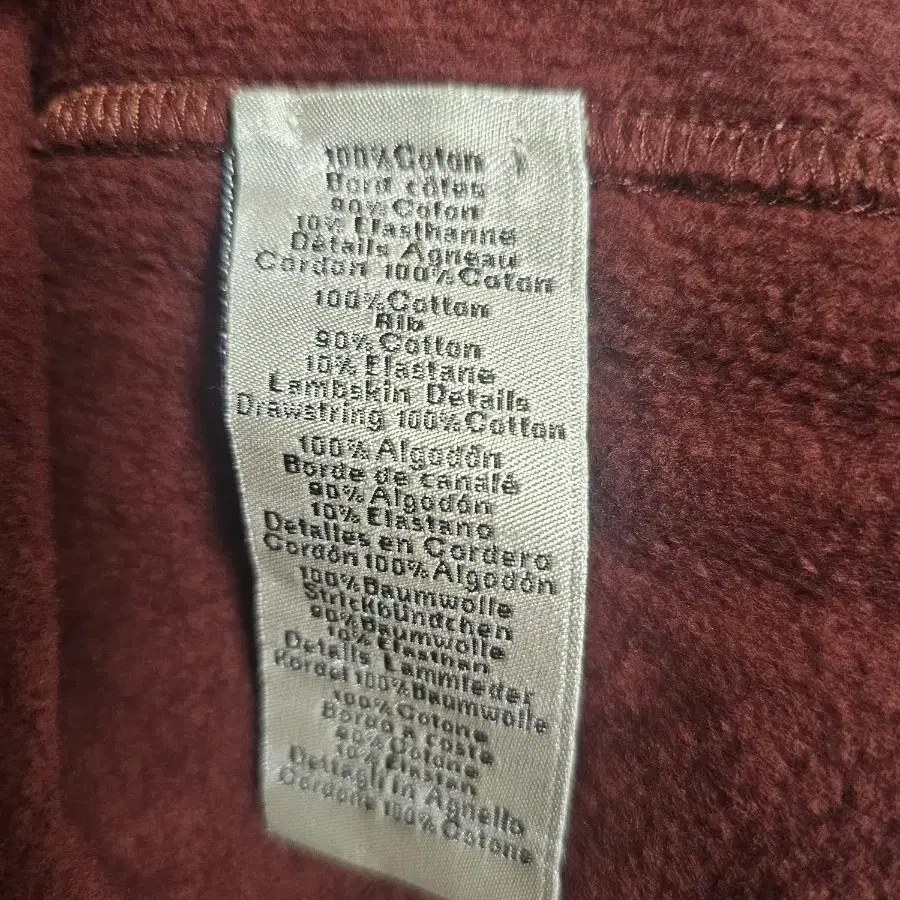 100% Coton
Bord côtes
90% Coton
10% Elasthanne
Détails Agneau
Cordon 100% Coton
100% Cotton
Rib
90% Cotton
10% Elastane
Lambskin Details
Drawstring 100% Cotton
100% Algodón
Borde de canalé
90% Algodón
10% Elastano
Detalles en Cordero
Cordón 100% Algodón
100% Baumwolle
Strickbündchen
90% Baumwolle
10% Elasthan
Details Lammleder
Kordel 100% Baumwolle
100% Cotone
Bordo a coste
90% Cotone
10% Elastan
Dettagli in Agnello
Cordone 100% Cotone